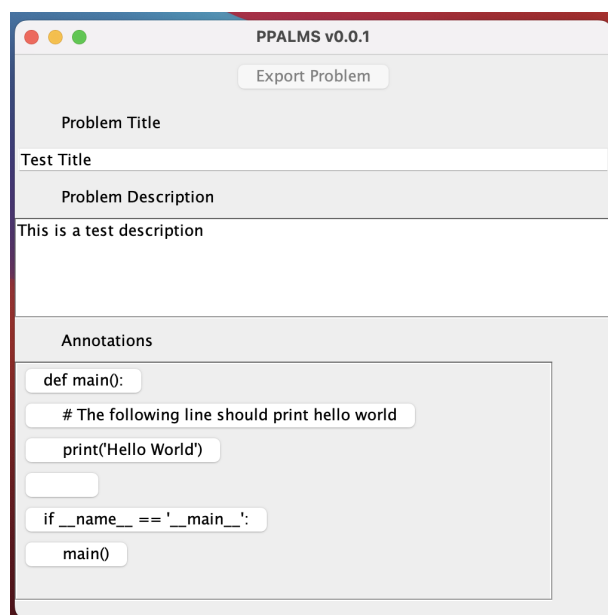 PPALMS v0.0.1
Export Problem
Problem Title
Test Title
Problem Description
This is a test description
Annotations
def main():
# The following line should print hello world
print('Hello World')
if __name__ == '__main__':
main()